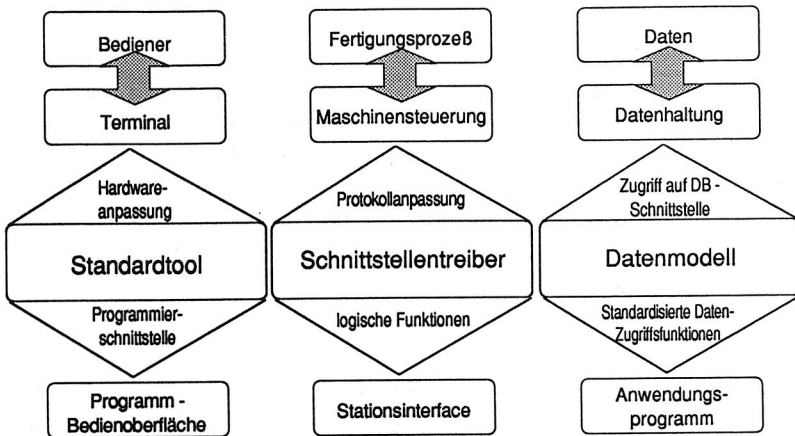 Bediener
Terminal
Hardware-
anpassung
Standardtool
Programmier-
schnittstelle
Programm -
Bedienoberfläche
Fertigungsprozeß
Maschinensteuerung
Protokollanpassung
Schnittstellentreiber
logische Funktionen
Stationsinterface
Daten
Datenhaltung
Zugriff auf DB -
Schnittstelle
Datenmodell
Standardisierte Daten-
Zugriffsfunktionen
Anwendungs-
programm